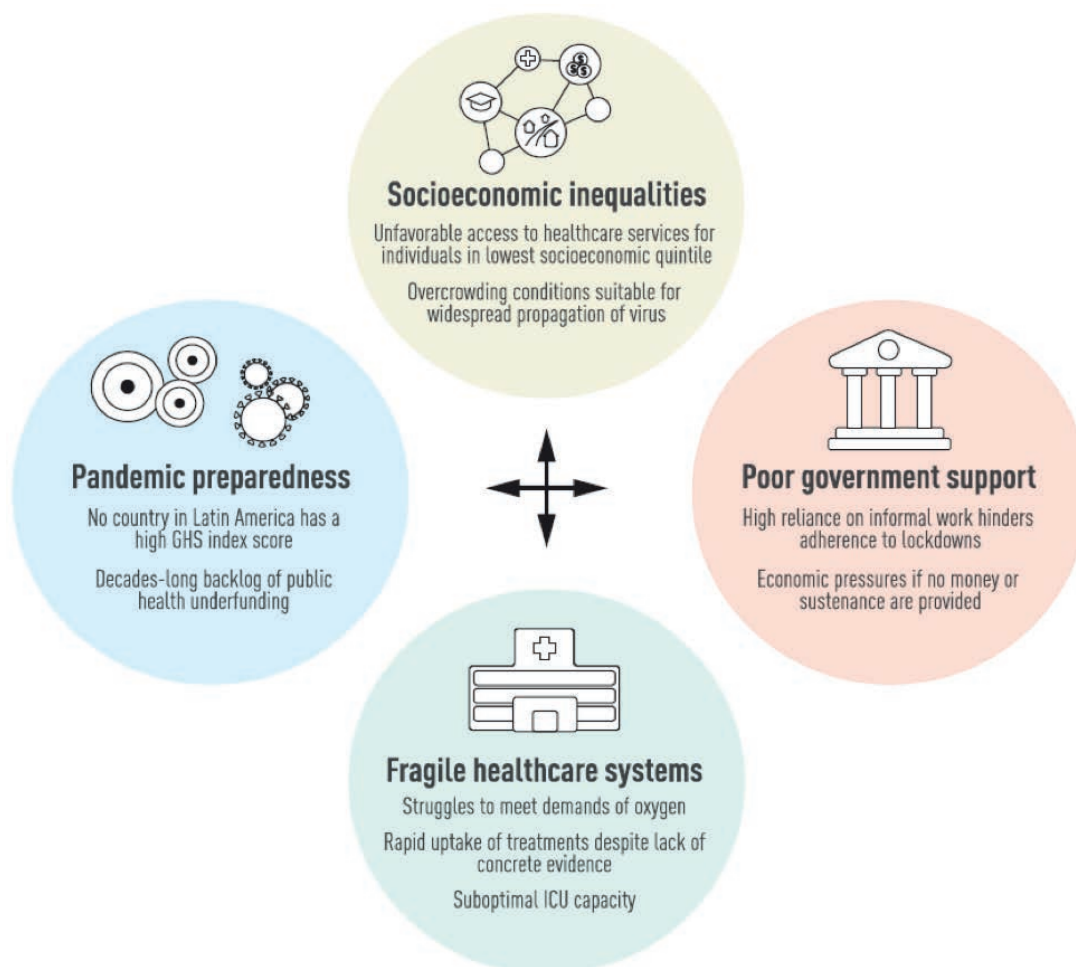 Socioeconomic inequalities
Unfavorable access to healthcare services for
individuals in lowest socioeconomic quintile
Overcrowding conditions suitable for
widespread propagation of virus
Pandemic preparedness
No country in Latin America has a
high GHS index score
Decades-long backlog of public
health underfunding
Poor government support
High reliance on informal work hinders
adherence to lockdowns
Economic pressures if no money or
sustenance are provided
Fragile healthcare systems
Struggles to meet demands of oxygen
Rapid uptake of treatments despite lack of
concrete evidence
Suboptimal ICU capacity